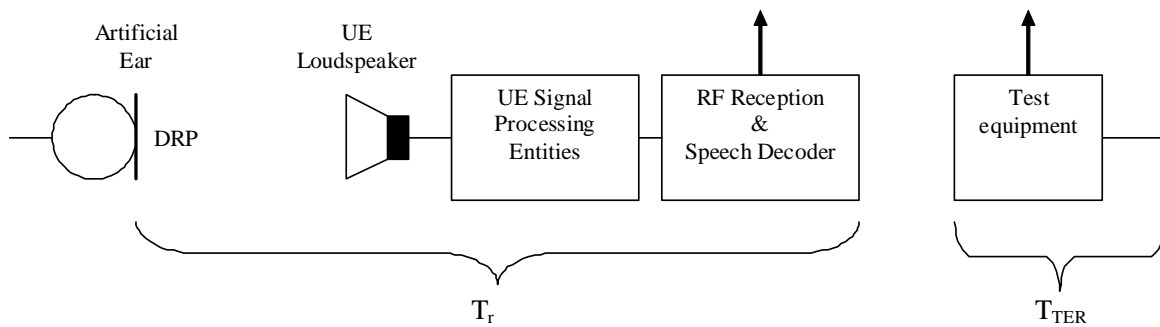 Artificial
Ear
DRP
UE
Loudspeaker
UE Signal
Processing
Entities
RF Reception
&
Speech Decoder
Test
equipment
Tr
TTER